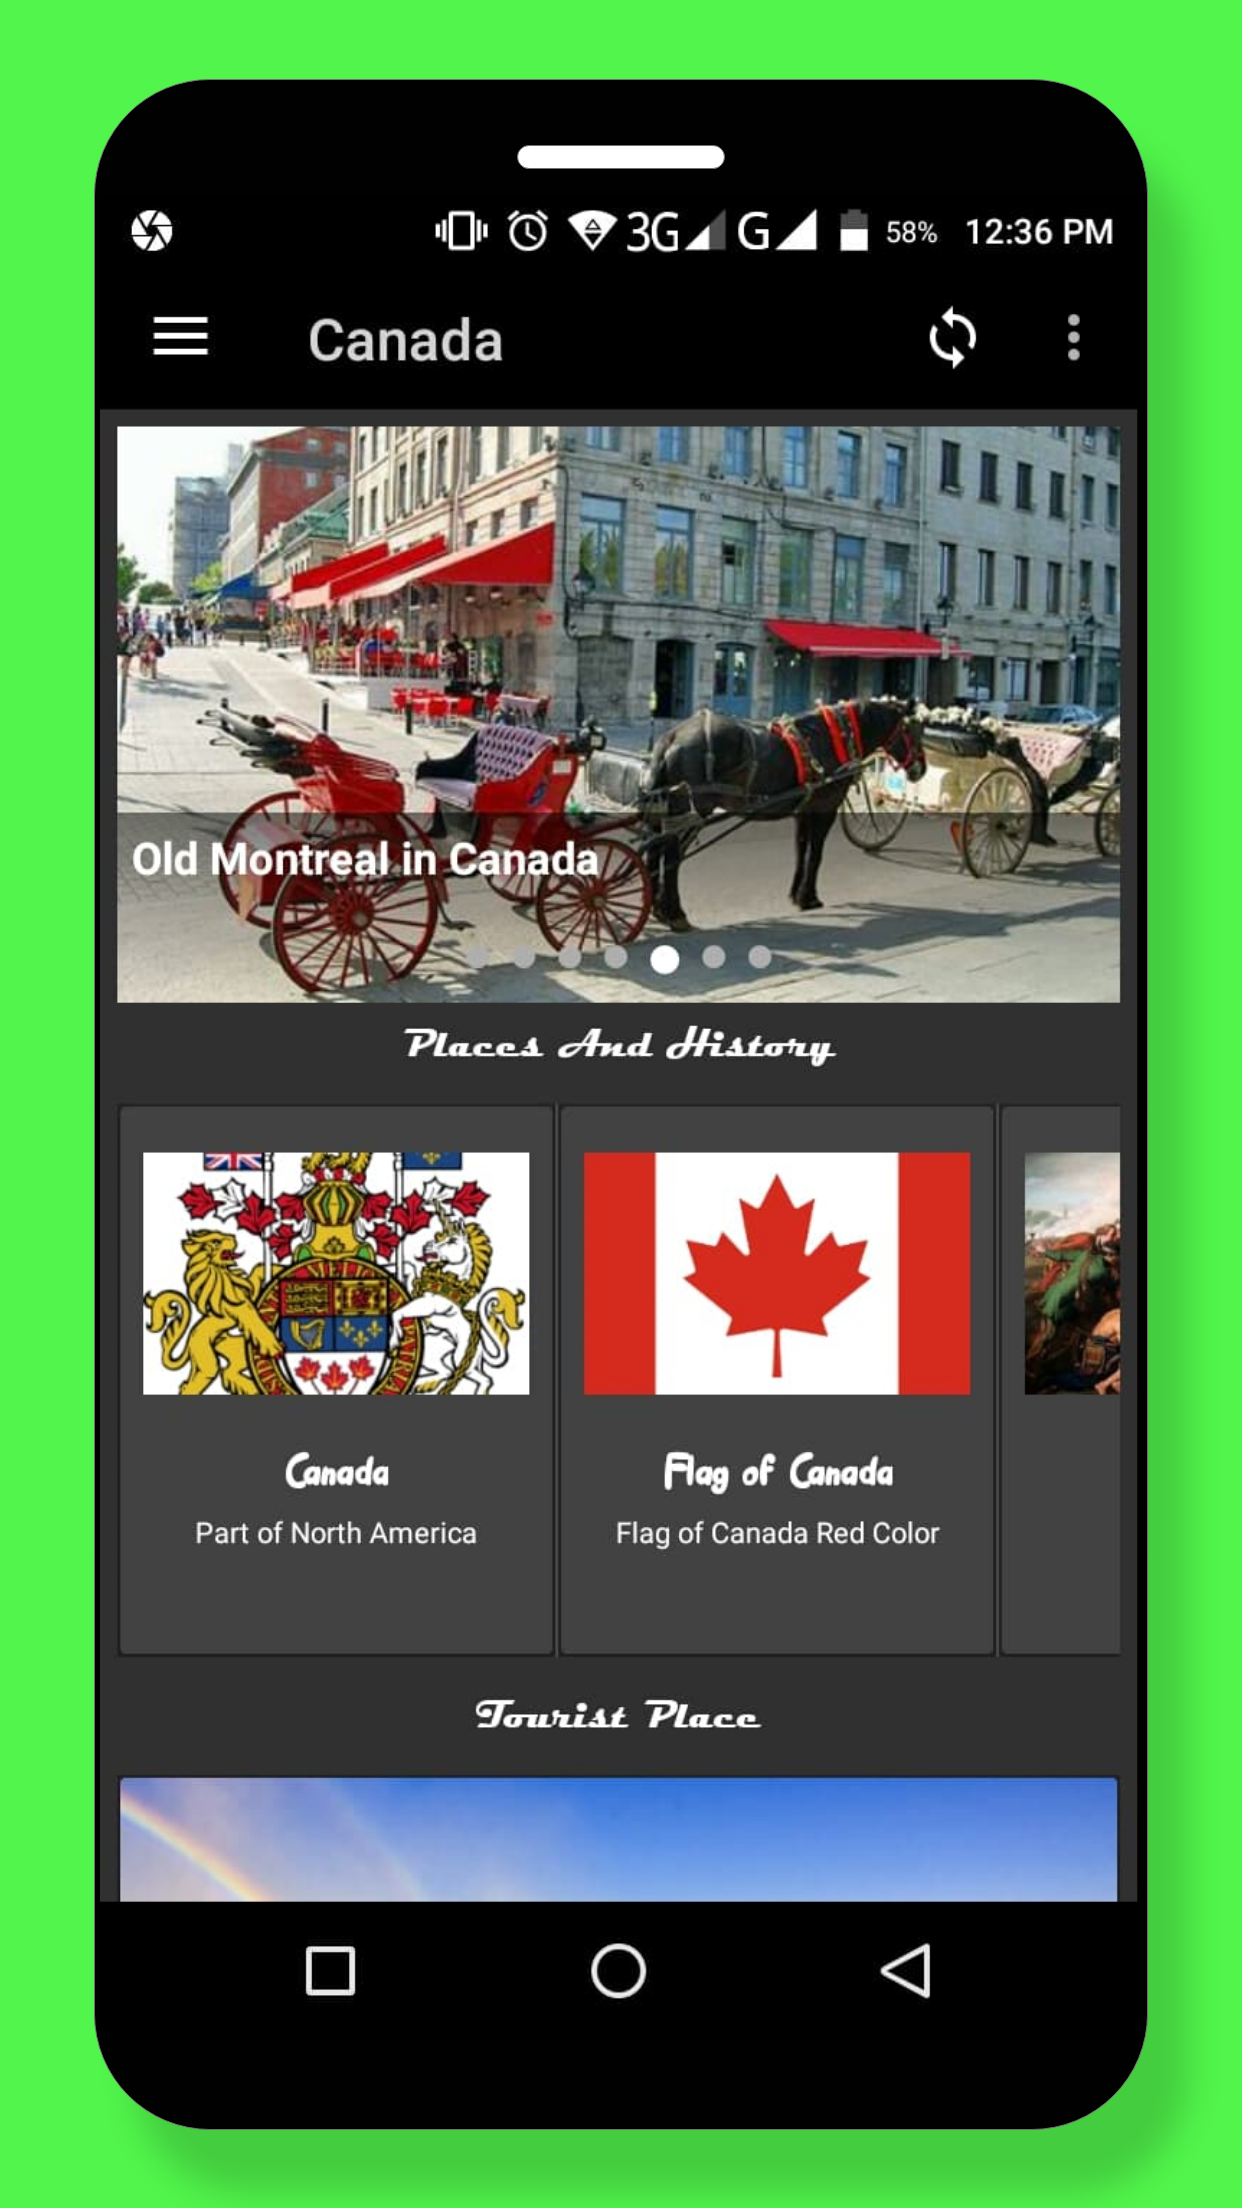 3G G 58% 12:36 PM
Canada
Old Montreal in Canada
Places And History
Canada
Part of North America
Flag of Canada
Flag of Canada Red Color
Tourist Place